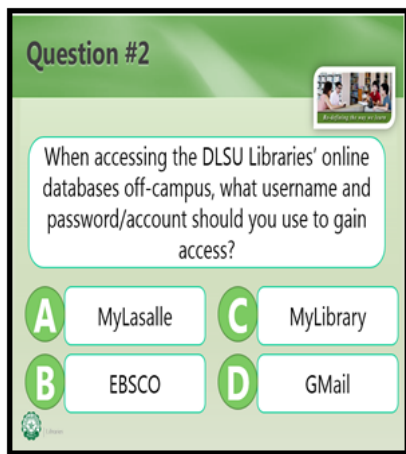 Question #2
Re-defining the way we learn
When accessing the DLSU Libraries' online
databases off-campus, what username and
password/account should you use to gain
access?
A MyLasalle
C MyLibrary
B EBSCO
D GMail